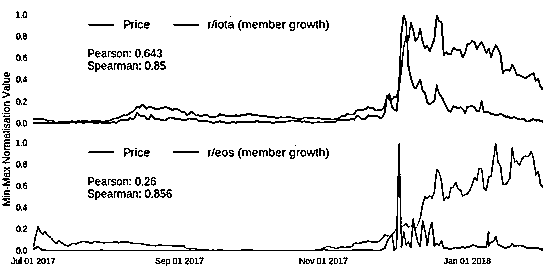 1.0
Price r/iota (member growth)
0.8
Pearson: 0.643
Spearman: 0.85
0.6
0.4
0.2
0.0
1.0
Price r/eos (member growth)
0.8
Pearson: 0.26
0.6
Spearman: 0.856
0.4
0.2
0.0
Min-Max Normalisation Value
Jul 01 2017 Sep 01 2017 Nov 01 2017 Jan 01 2018